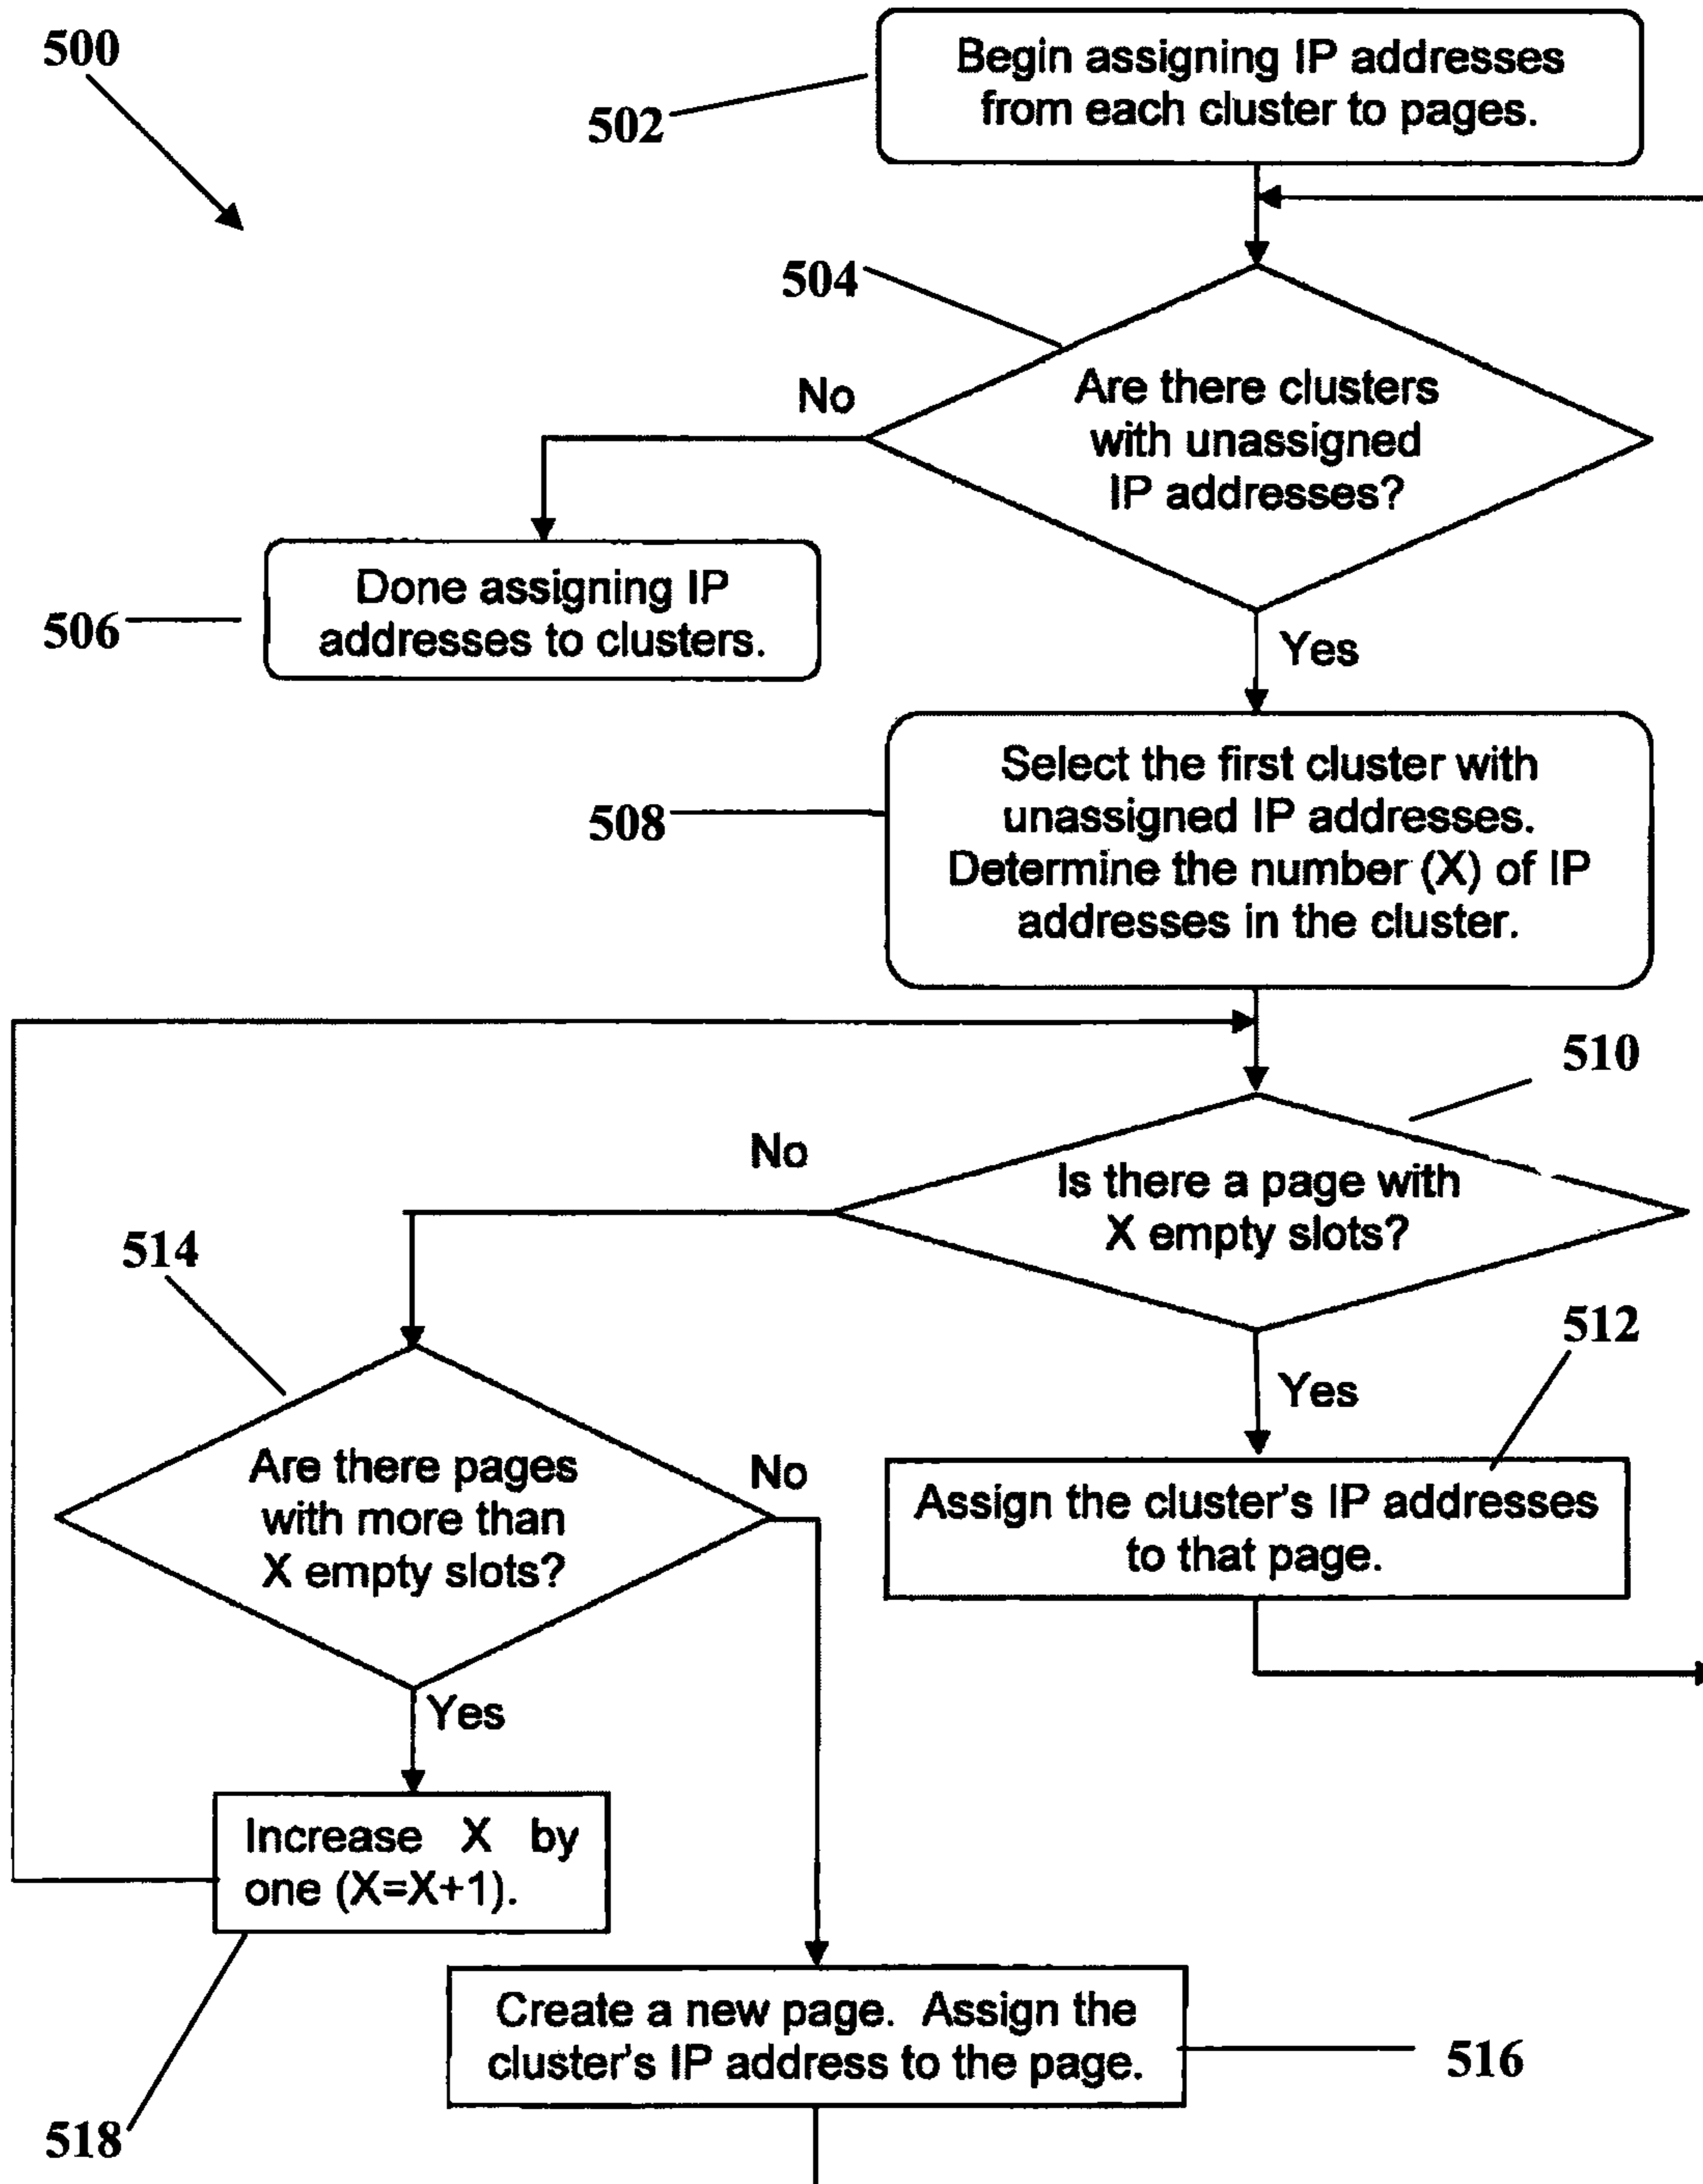 500
Begin assigning IP addresses
from each cluster to pages.
502
504
Are there clusters
with unassigned
IP addresses?
No
Done assigning IP
addresses to clusters.
506
Yes
Select the first cluster with
unassigned IP addresses.
Determine the number (X) of IP
addresses in the cluster.
508
510
Is there a page with
X empty slots?
No
514
512
Yes
Are there pages
with more than
X empty slots?
No
Assign the cluster's IP addresses
to that page.
Yes
Increase X by
one (X=X+1).
Create a new page. Assign the
cluster's IP address to the page.
516
518